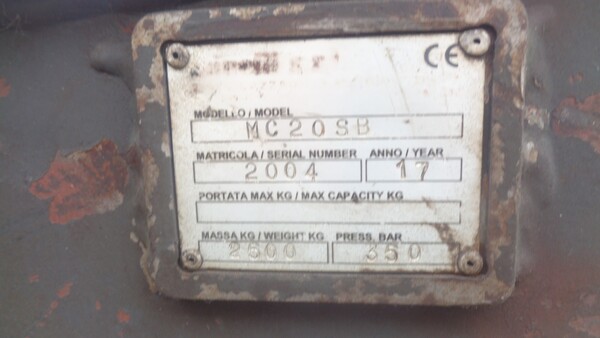 CE
MODELLO / MODEL
MC20SB
MATRICOLA / SERIAL NUMBER ANNO / YEAR
2004 17
PORTATA MAX KG / MAX CAPACITY KG
MASSA KG / WEIGHT KG PRESS. BAR
2500 350